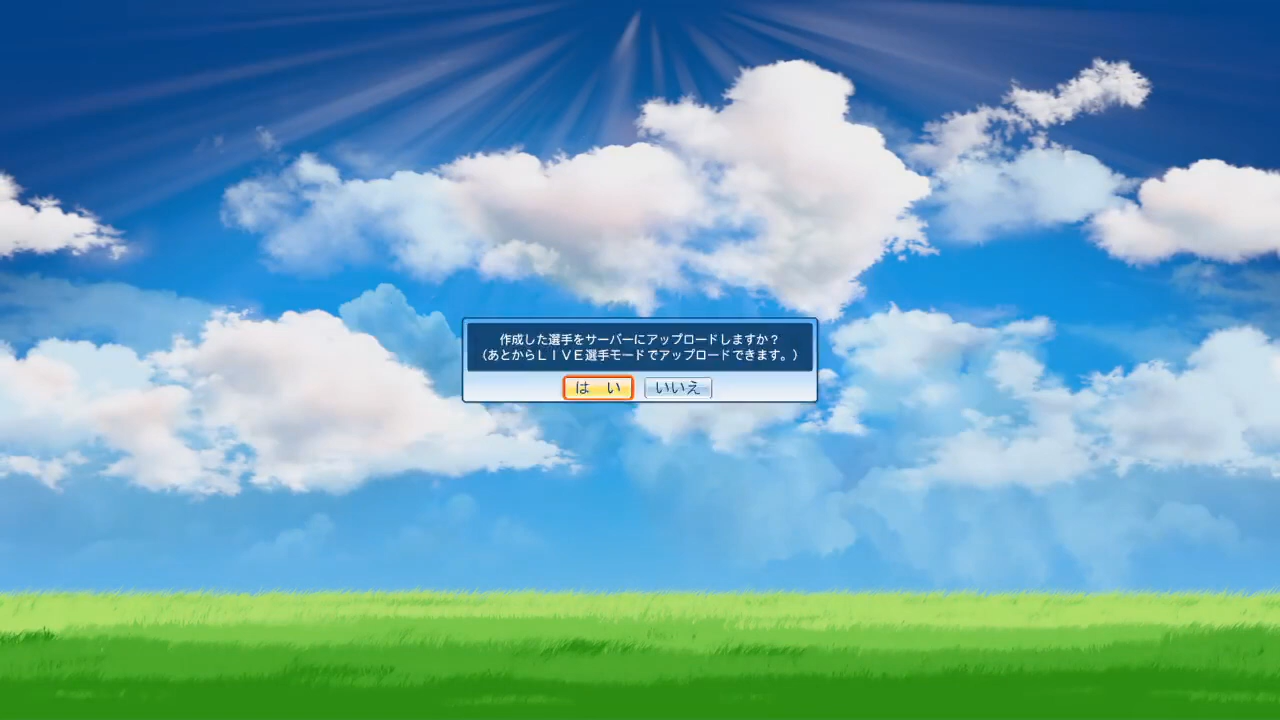 作成した選手をサーバーにアップロードしますか？
（あとからＬＩＶＥ選手モードでアップロードできます。）
は　い
いいえ